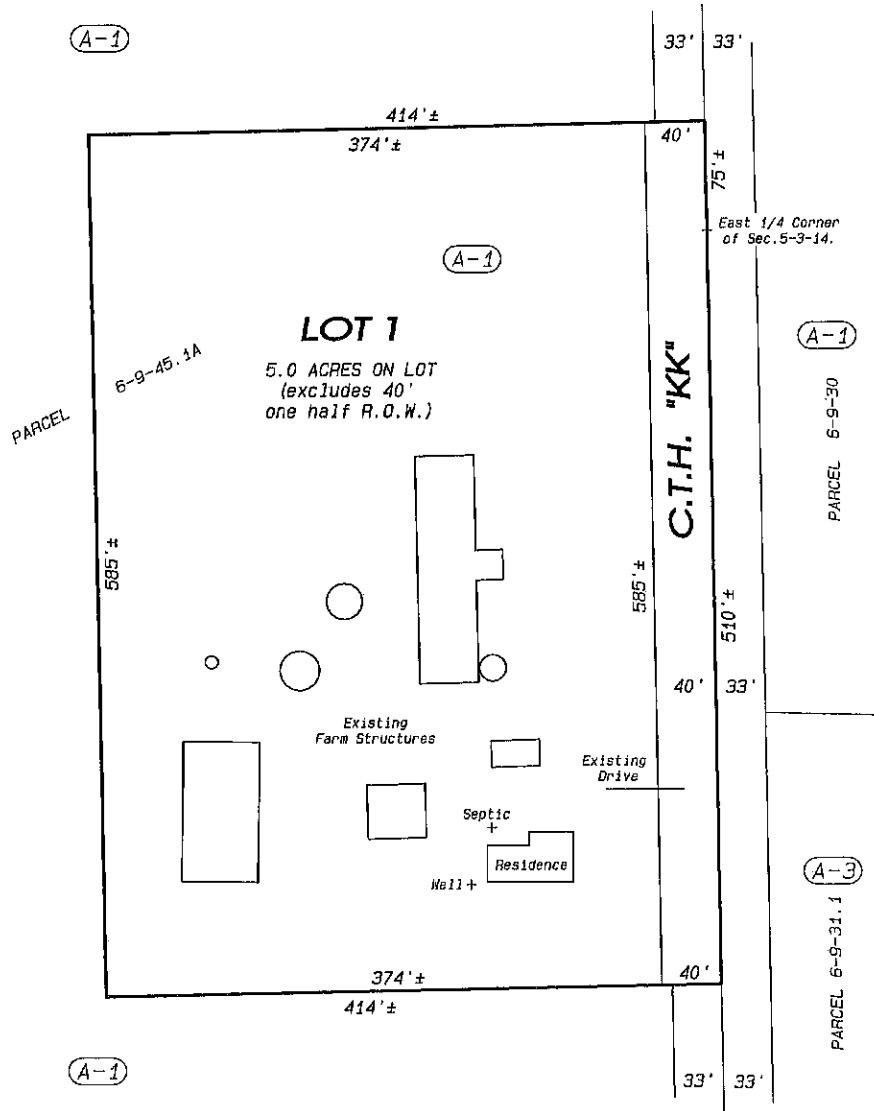 A-1
33' 33'
414'±
374'±
40'
75'±
East 1/4 Corner
of Sec.5-3-14.
A-1
LOT 1
5.0 ACRES ON LOT
(excludes 40'
one half R.O.W.)
PARCEL 6-9-45.1A
C.T.H. "KK"
A-1
PARCEL 6-9-30
585'±
585'±
510'±
40' 33'
Existing
Farm Structures
Existing
Drive
Septic
Residence
Well
A-3
PARCEL 6-9-31.1
374'±
40'
414'±
A-1
33' 33'